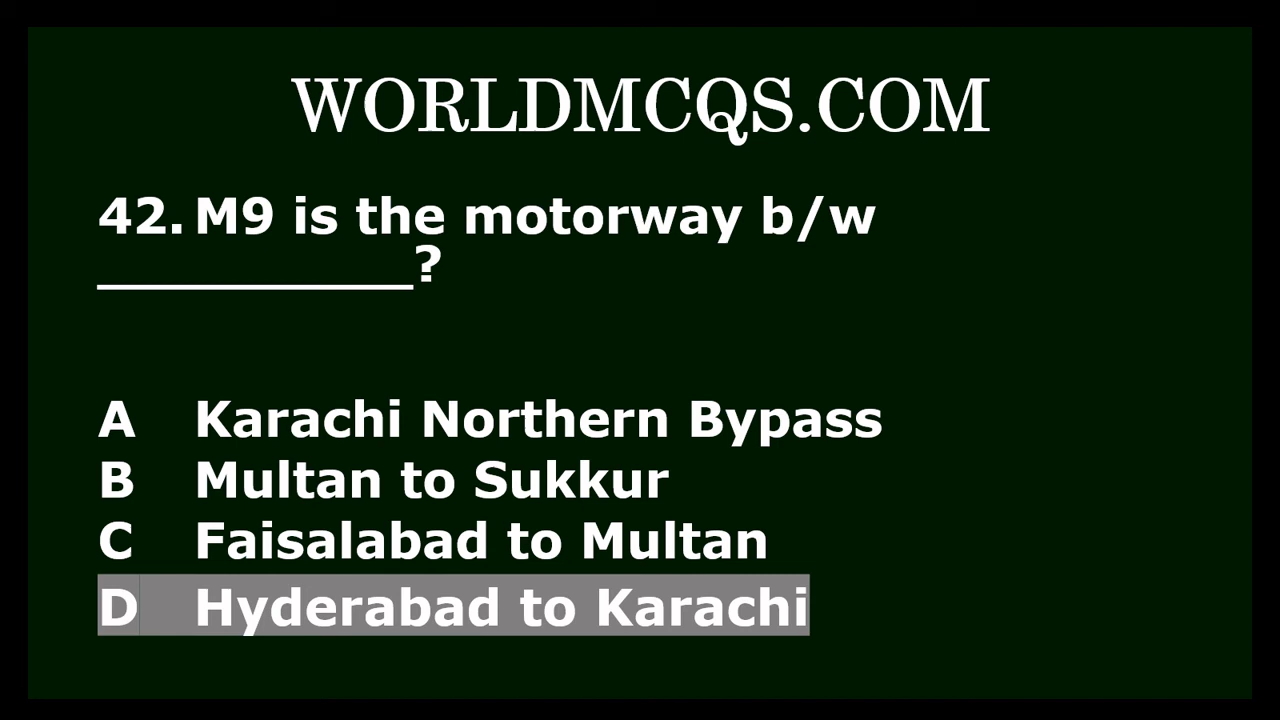 WORLDMCQS.COM
42. M9 is the motorway b/w
____________?
A Karachi Northern Bypass
B Multan to Sukkur
C Faisalabad to Multan
D Hyderabad to Karachi